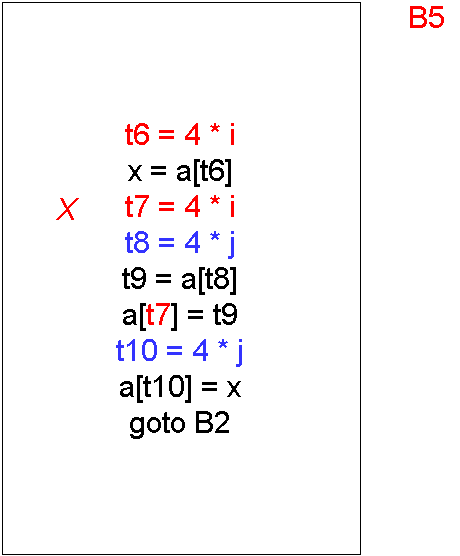 B5
t6 = 4 * i
x = a[t6]
X t7 = 4 * i
t8 = 4 * j
t9 = a[t8]
a[t7] = t9
t10 = 4 * j
a[t10] = x
goto B2